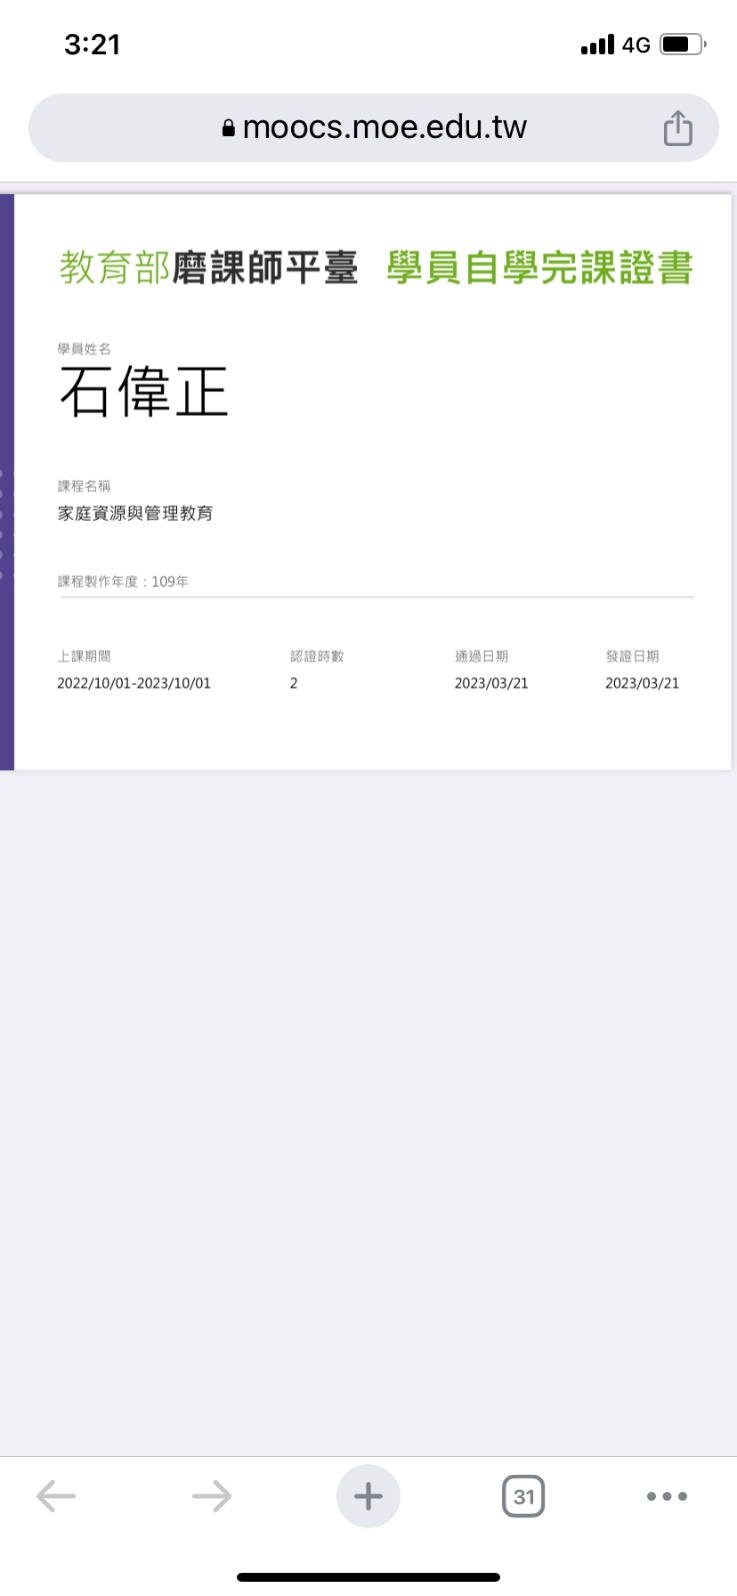 3:21 4G
moocs.moe.edu.tw
教育部磨課師平臺 學員自學完課證書
學員姓名
石偉正
課程名稱
家庭資源與管理教育
課程製作年度：109年
上課期間 認證時數 通過日期 發證日期
2022/10/01-2023/10/01 2 2023/03/21 2023/03/21
31